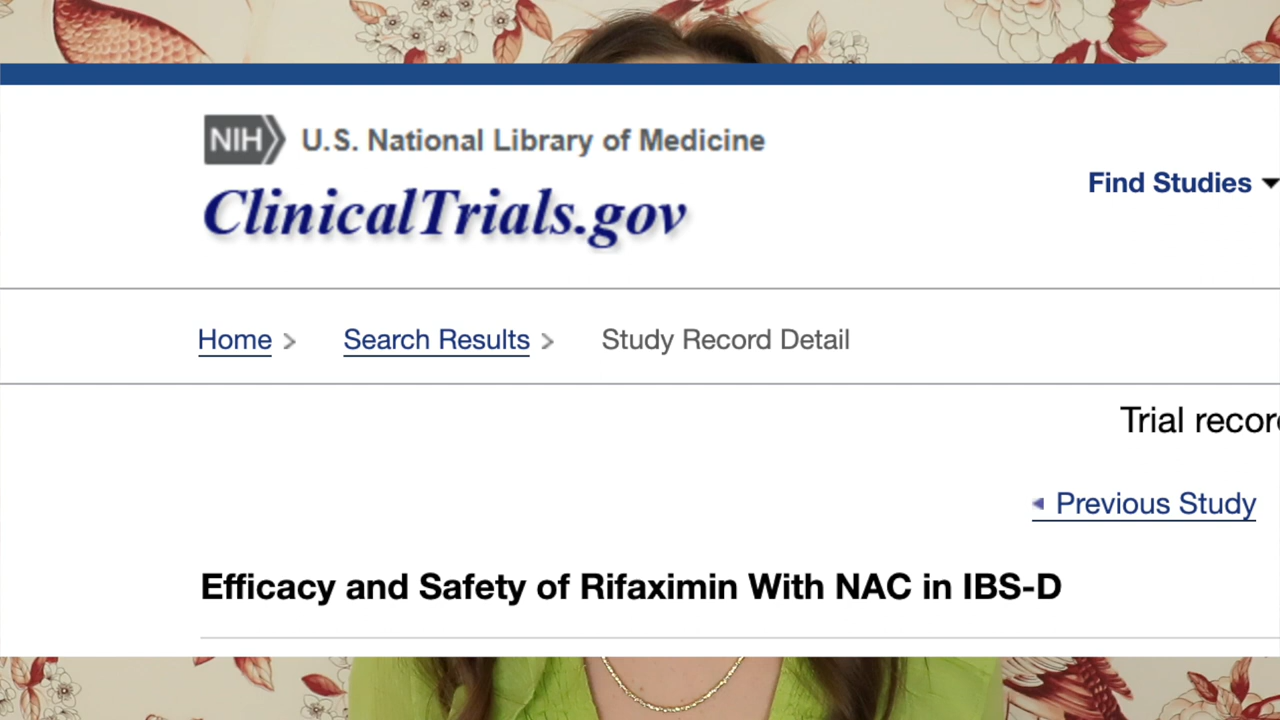 NIH U.S. National Library of Medicine
ClinicalTrials.gov
Find Studies
Home > Search Results > Study Record Detail
Trial
Previous Study
Efficacy and Safety of Rifaximin With NAC in IBS-D